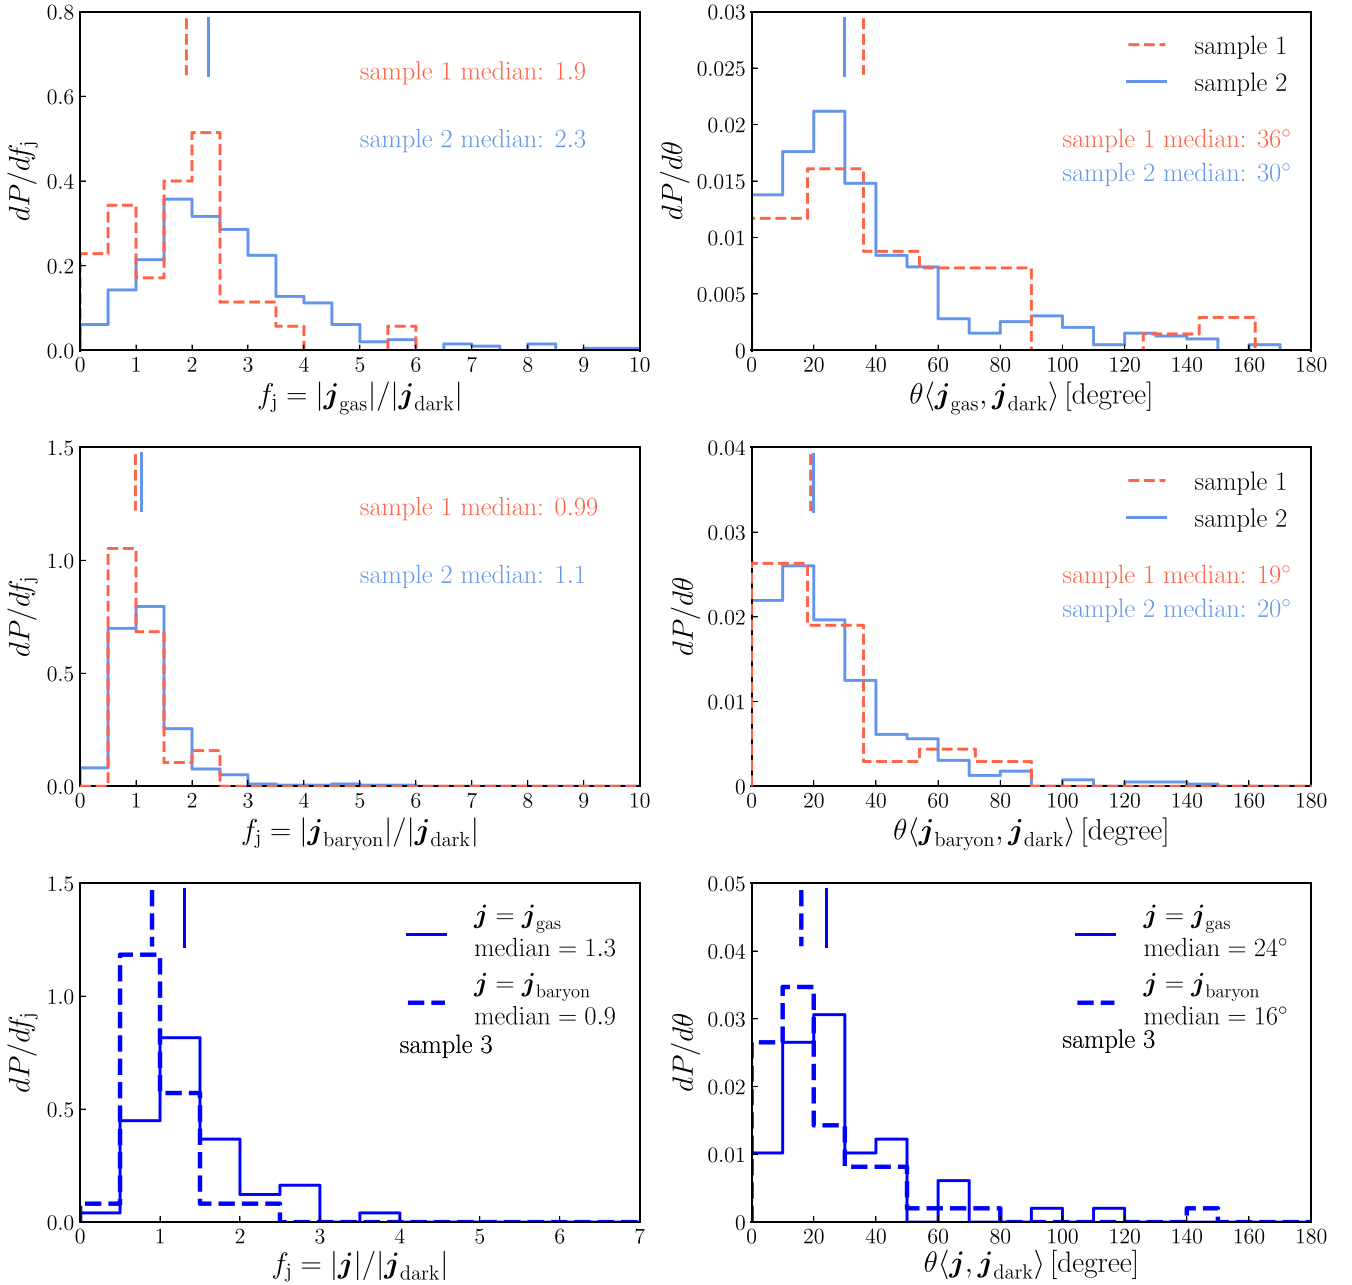 0.8
0.6
0.4
0.2
0.0
dP/df_j
sample 1 median: 1.9
sample 2 median: 2.3
0 1 2 3 4 5 6 7 8 9 10
f_j = |j_gas|/|j_dark|
0.03
0.025
0.02
0.015
0.01
0.005
0
dP/dθ
sample 1
sample 2
sample 1 median: 36°
sample 2 median: 30°
0 20 40 60 80 100 120 140 160 180
θ⟨j_gas, j_dark⟩ [degree]
1.5
1.0
0.5
0.0
dP/df_j
sample 1 median: 0.99
sample 2 median: 1.1
0 1 2 3 4 5 6 7 8 9 10
f_j = |j_baryon|/|j_dark|
0.04
0.03
0.02
0.01
0
dP/dθ
sample 1
sample 2
sample 1 median: 19°
sample 2 median: 20°
0 20 40 60 80 100 120 140 160 180
θ⟨j_baryon, j_dark⟩ [degree]
1.5
1.0
0.5
0.0
dP/df_j
j = j_gas
median = 1.3
j = j_baryon
median = 0.9
sample 3
0 1 2 3 4 5 6 7
f_j = |j|/|j_dark|
0.05
0.04
0.03
0.02
0.01
0
dP/dθ
j = j_gas
median = 24°
j = j_baryon
median = 16°
sample 3
0 20 40 60 80 100 120 140 160 180
θ⟨j, j_dark⟩ [degree]